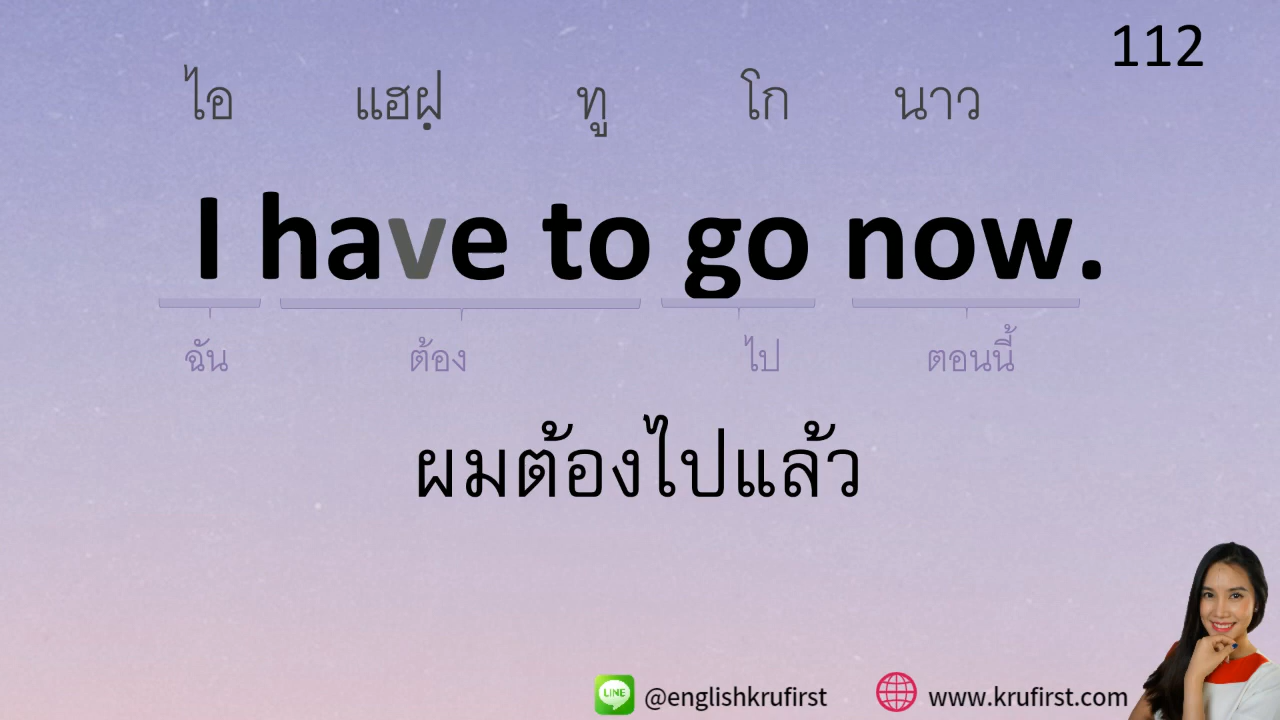 112
ไอ แฮฝฺ ทู โก นาว
I have to go now.
ฉัน ต้อง ไป ตอนนี้
ผมต้องไปแล้ว
LINE @englishkrufirst www.krufirst.com